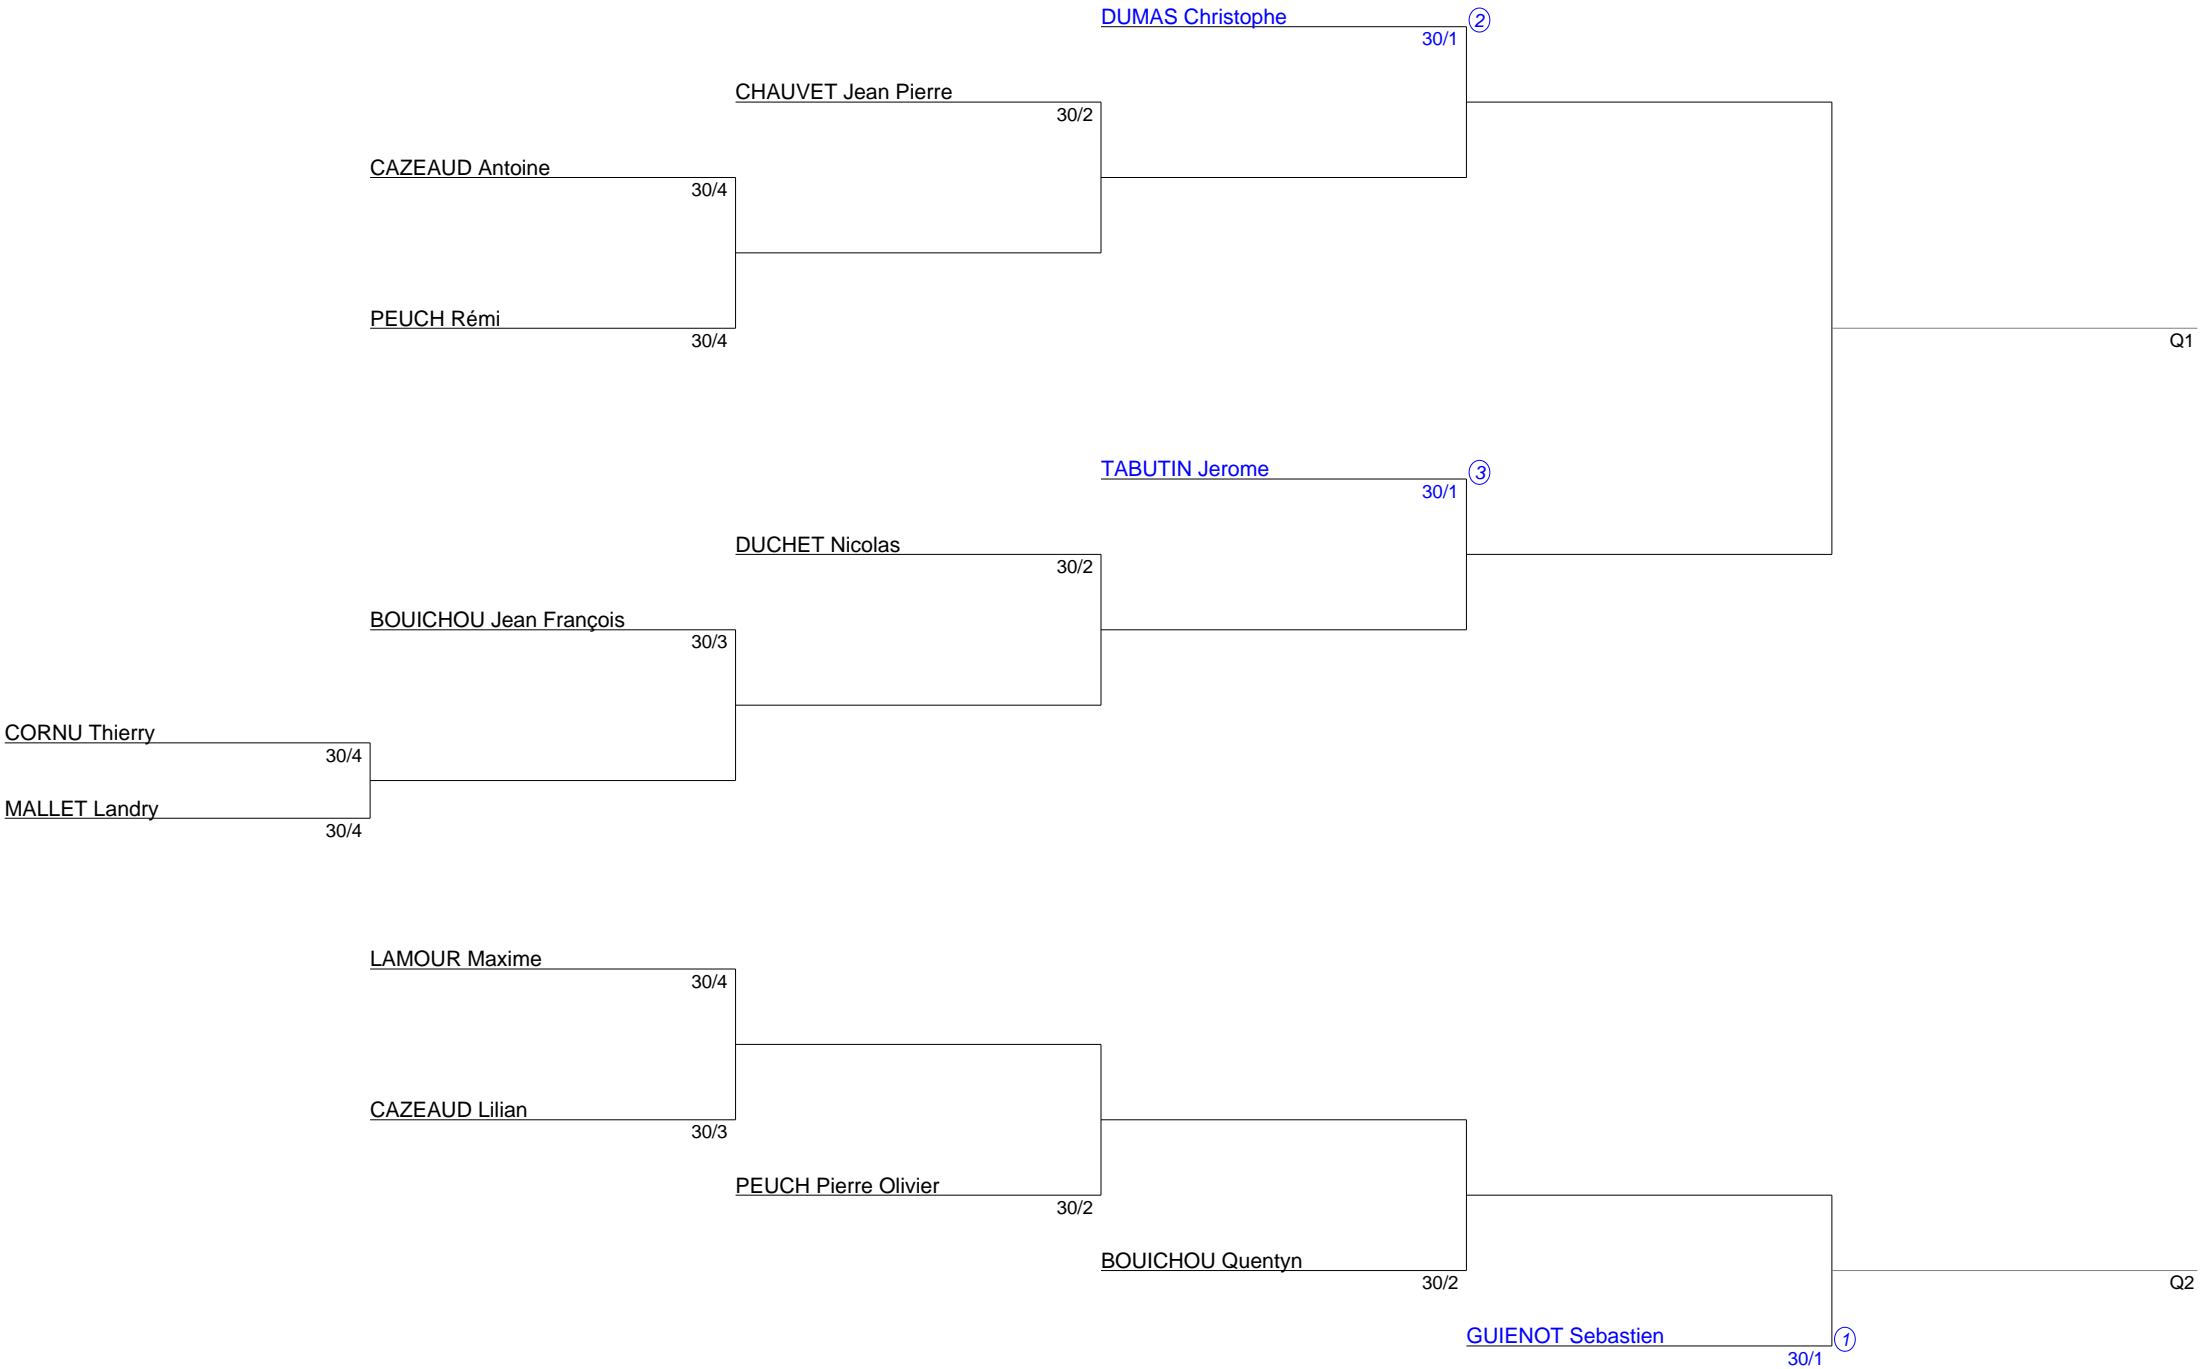 DUMAS Christophe
2
30/1
CHAUVET Jean Pierre
30/2
CAZEAUD Antoine
30/4
PEUCH Rémi
30/4
Q1
TABUTIN Jerome
3
30/1
DUCHET Nicolas
30/2
BOUICHOU Jean François
30/3
CORNU Thierry
30/4
MALLET Landry
30/4
LAMOUR Maxime
30/4
CAZEAUD Lilian
30/3
PEUCH Pierre Olivier
30/2
BOUICHOU Quentyn
30/2
Q2
GUIENOT Sebastien
1
30/1